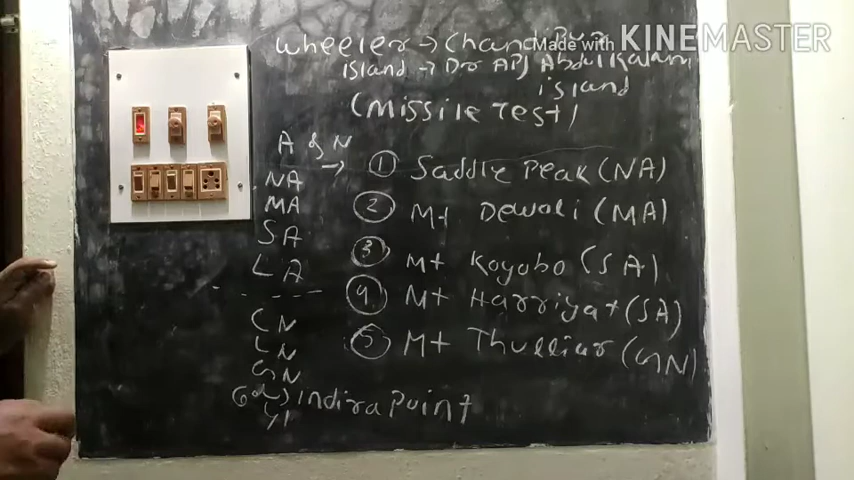 Wheeler → Chandipur
island → Dr APJ Abdul Kalam
island
(Missile Test)
A & N
→ ① Saddle Peak (NA)
NA
② Mt Dewali (MA)
MA
SA
③ Mt Koyobo (SA)
LA
④ Mt Harriyat (SA)
CN
⑤ Mt Thulliar (GN)
LN
GN
Indira Point
Made with KINEMASTER